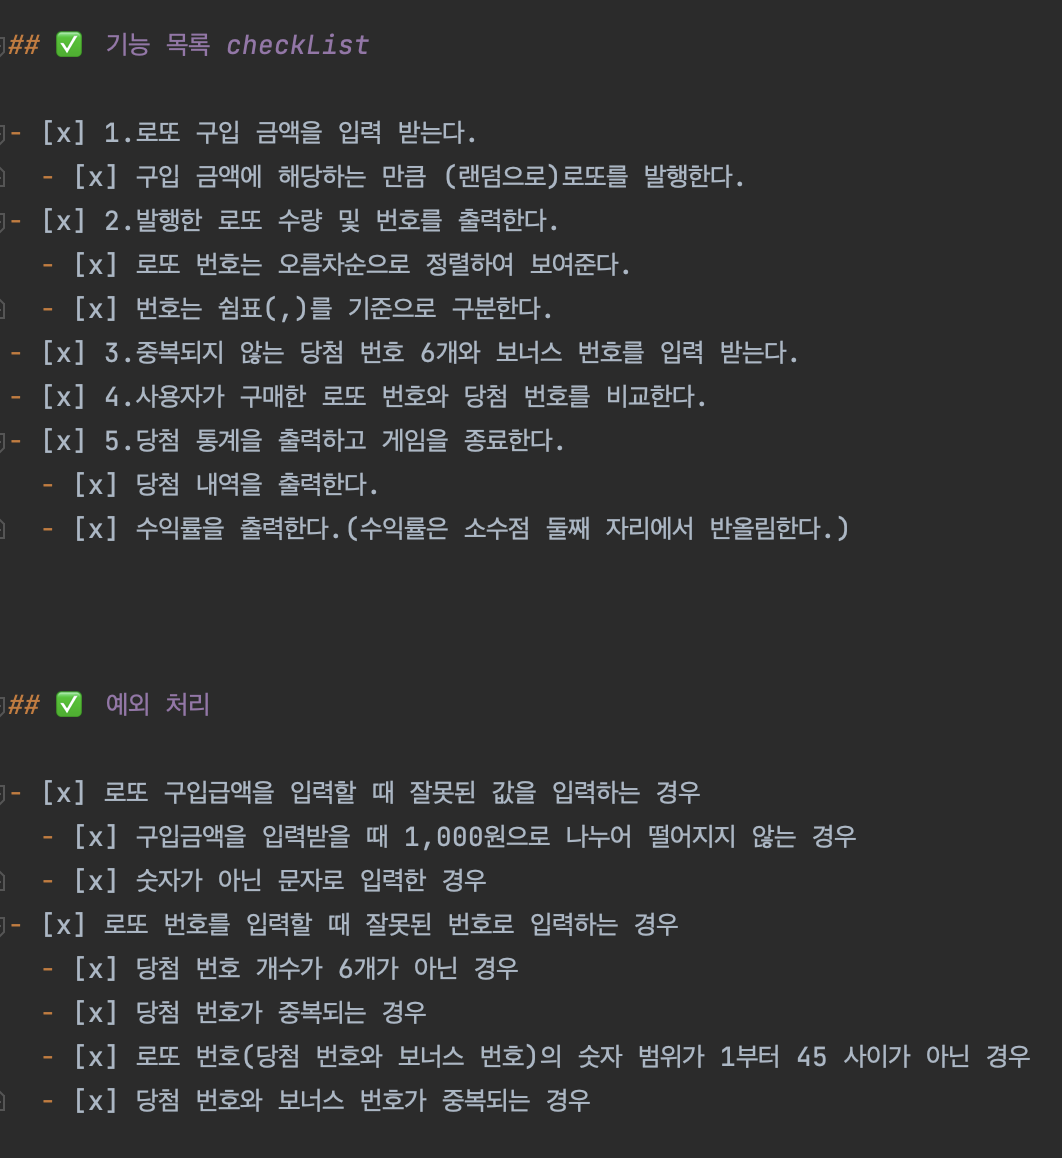 ## ✅ 기능 목록 checkList
- [x] 1.로또 구입 금액을 입력 받는다.
- [x] 구입 금액에 해당하는 만큼 (랜덤으로)로또를 발행한다.
- [x] 2.발행한 로또 수량 및 번호를 출력한다.
- [x] 로또 번호는 오름차순으로 정렬하여 보여준다.
- [x] 번호는 쉼표(,)를 기준으로 구분한다.
- [x] 3.중복되지 않는 당첨 번호 6개와 보너스 번호를 입력 받는다.
- [x] 4.사용자가 구매한 로또 번호와 당첨 번호를 비교한다.
- [x] 5.당첨 통계을 출력하고 게임을 종료한다.
- [x] 당첨 내역을 출력한다.
- [x] 수익률을 출력한다.(수익률은 소수점 둘째 자리에서 반올림한다.)
## ✅ 예외 처리
- [x] 로또 구입급액을 입력할 때 잘못된 값을 입력하는 경우
- [x] 구입금액을 입력받을 때 1,000원으로 나누어 떨어지지 않는 경우
- [x] 숫자가 아닌 문자로 입력한 경우
- [x] 로또 번호를 입력할 때 잘못된 번호로 입력하는 경우
- [x] 당첨 번호 개수가 6개가 아닌 경우
- [x] 당첨 번호가 중복되는 경우
- [x] 로또 번호(당첨 번호와 보너스 번호)의 숫자 범위가 1부터 45 사이가 아닌 경우
- [x] 당첨 번호와 보너스 번호가 중복되는 경우